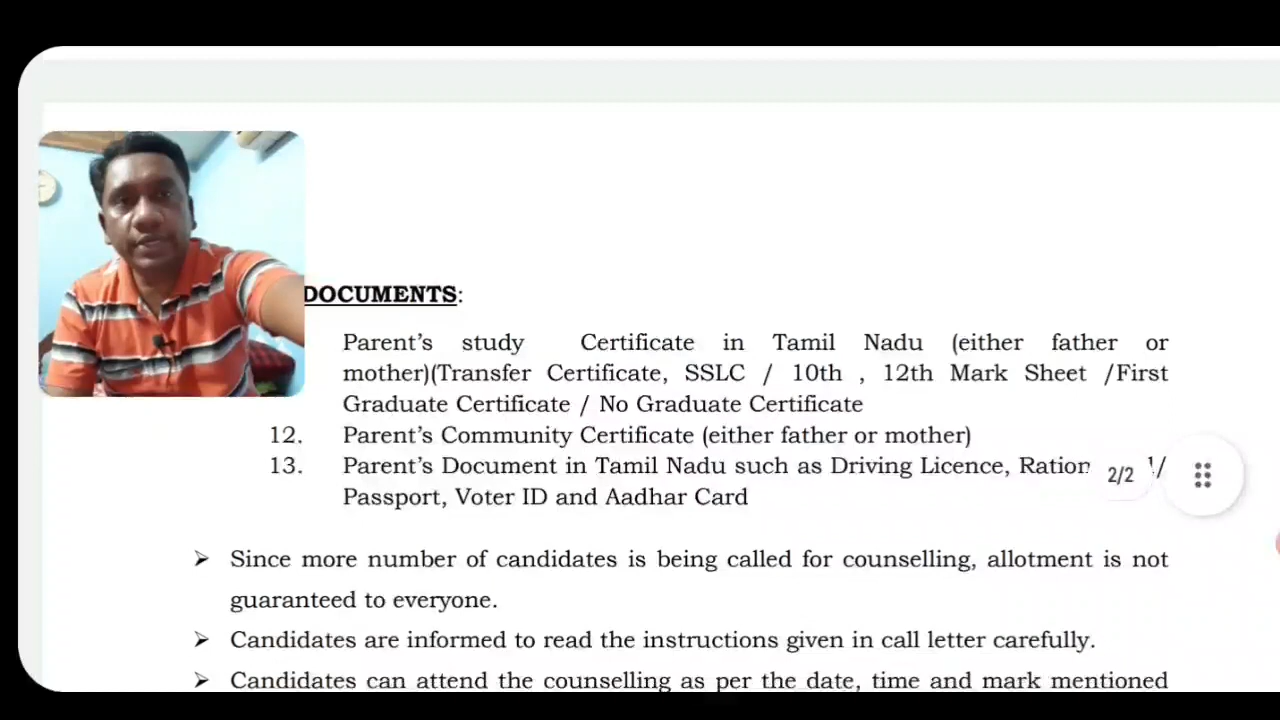 DOCUMENTS:
Parent's study Certificate in Tamil Nadu (either father or
mother)(Transfer Certificate, SSLC / 10th , 12th Mark Sheet /First
Graduate Certificate / No Graduate Certificate
12. Parent's Community Certificate (either father or mother)
13. Parent's Document in Tamil Nadu such as Driving Licence, Ration /
2/2
Passport, Voter ID and Aadhar Card
➢ Since more number of candidates is being called for counselling, allotment is not
guaranteed to everyone.
➢ Candidates are informed to read the instructions given in call letter carefully.
➢ Candidates can attend the counselling as per the date, time and mark mentioned